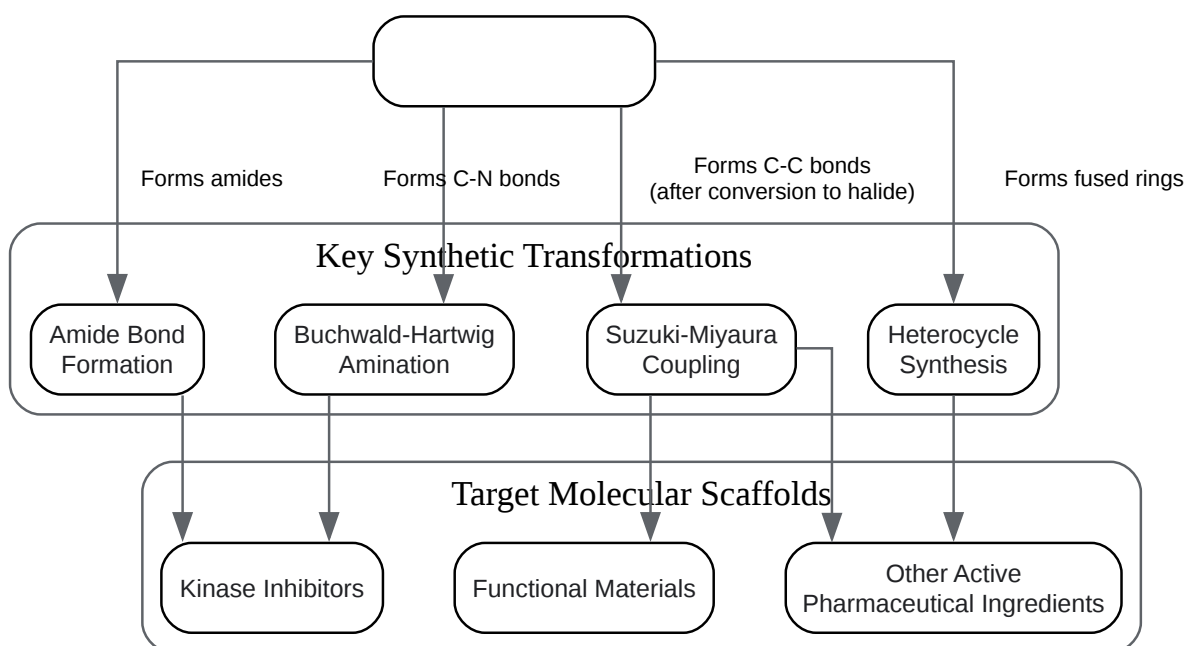 Forms amides
Forms C-N bonds
Forms C-C bonds
(after conversion to halide)
Forms fused rings
Key Synthetic Transformations
Amide Bond
Formation
Buchwald-Hartwig
Amination
Suzuki-Miyaura
Coupling
Heterocycle
Synthesis
Target Molecular Scaffolds
Kinase Inhibitors
Functional Materials
Other Active
Pharmaceutical Ingredients